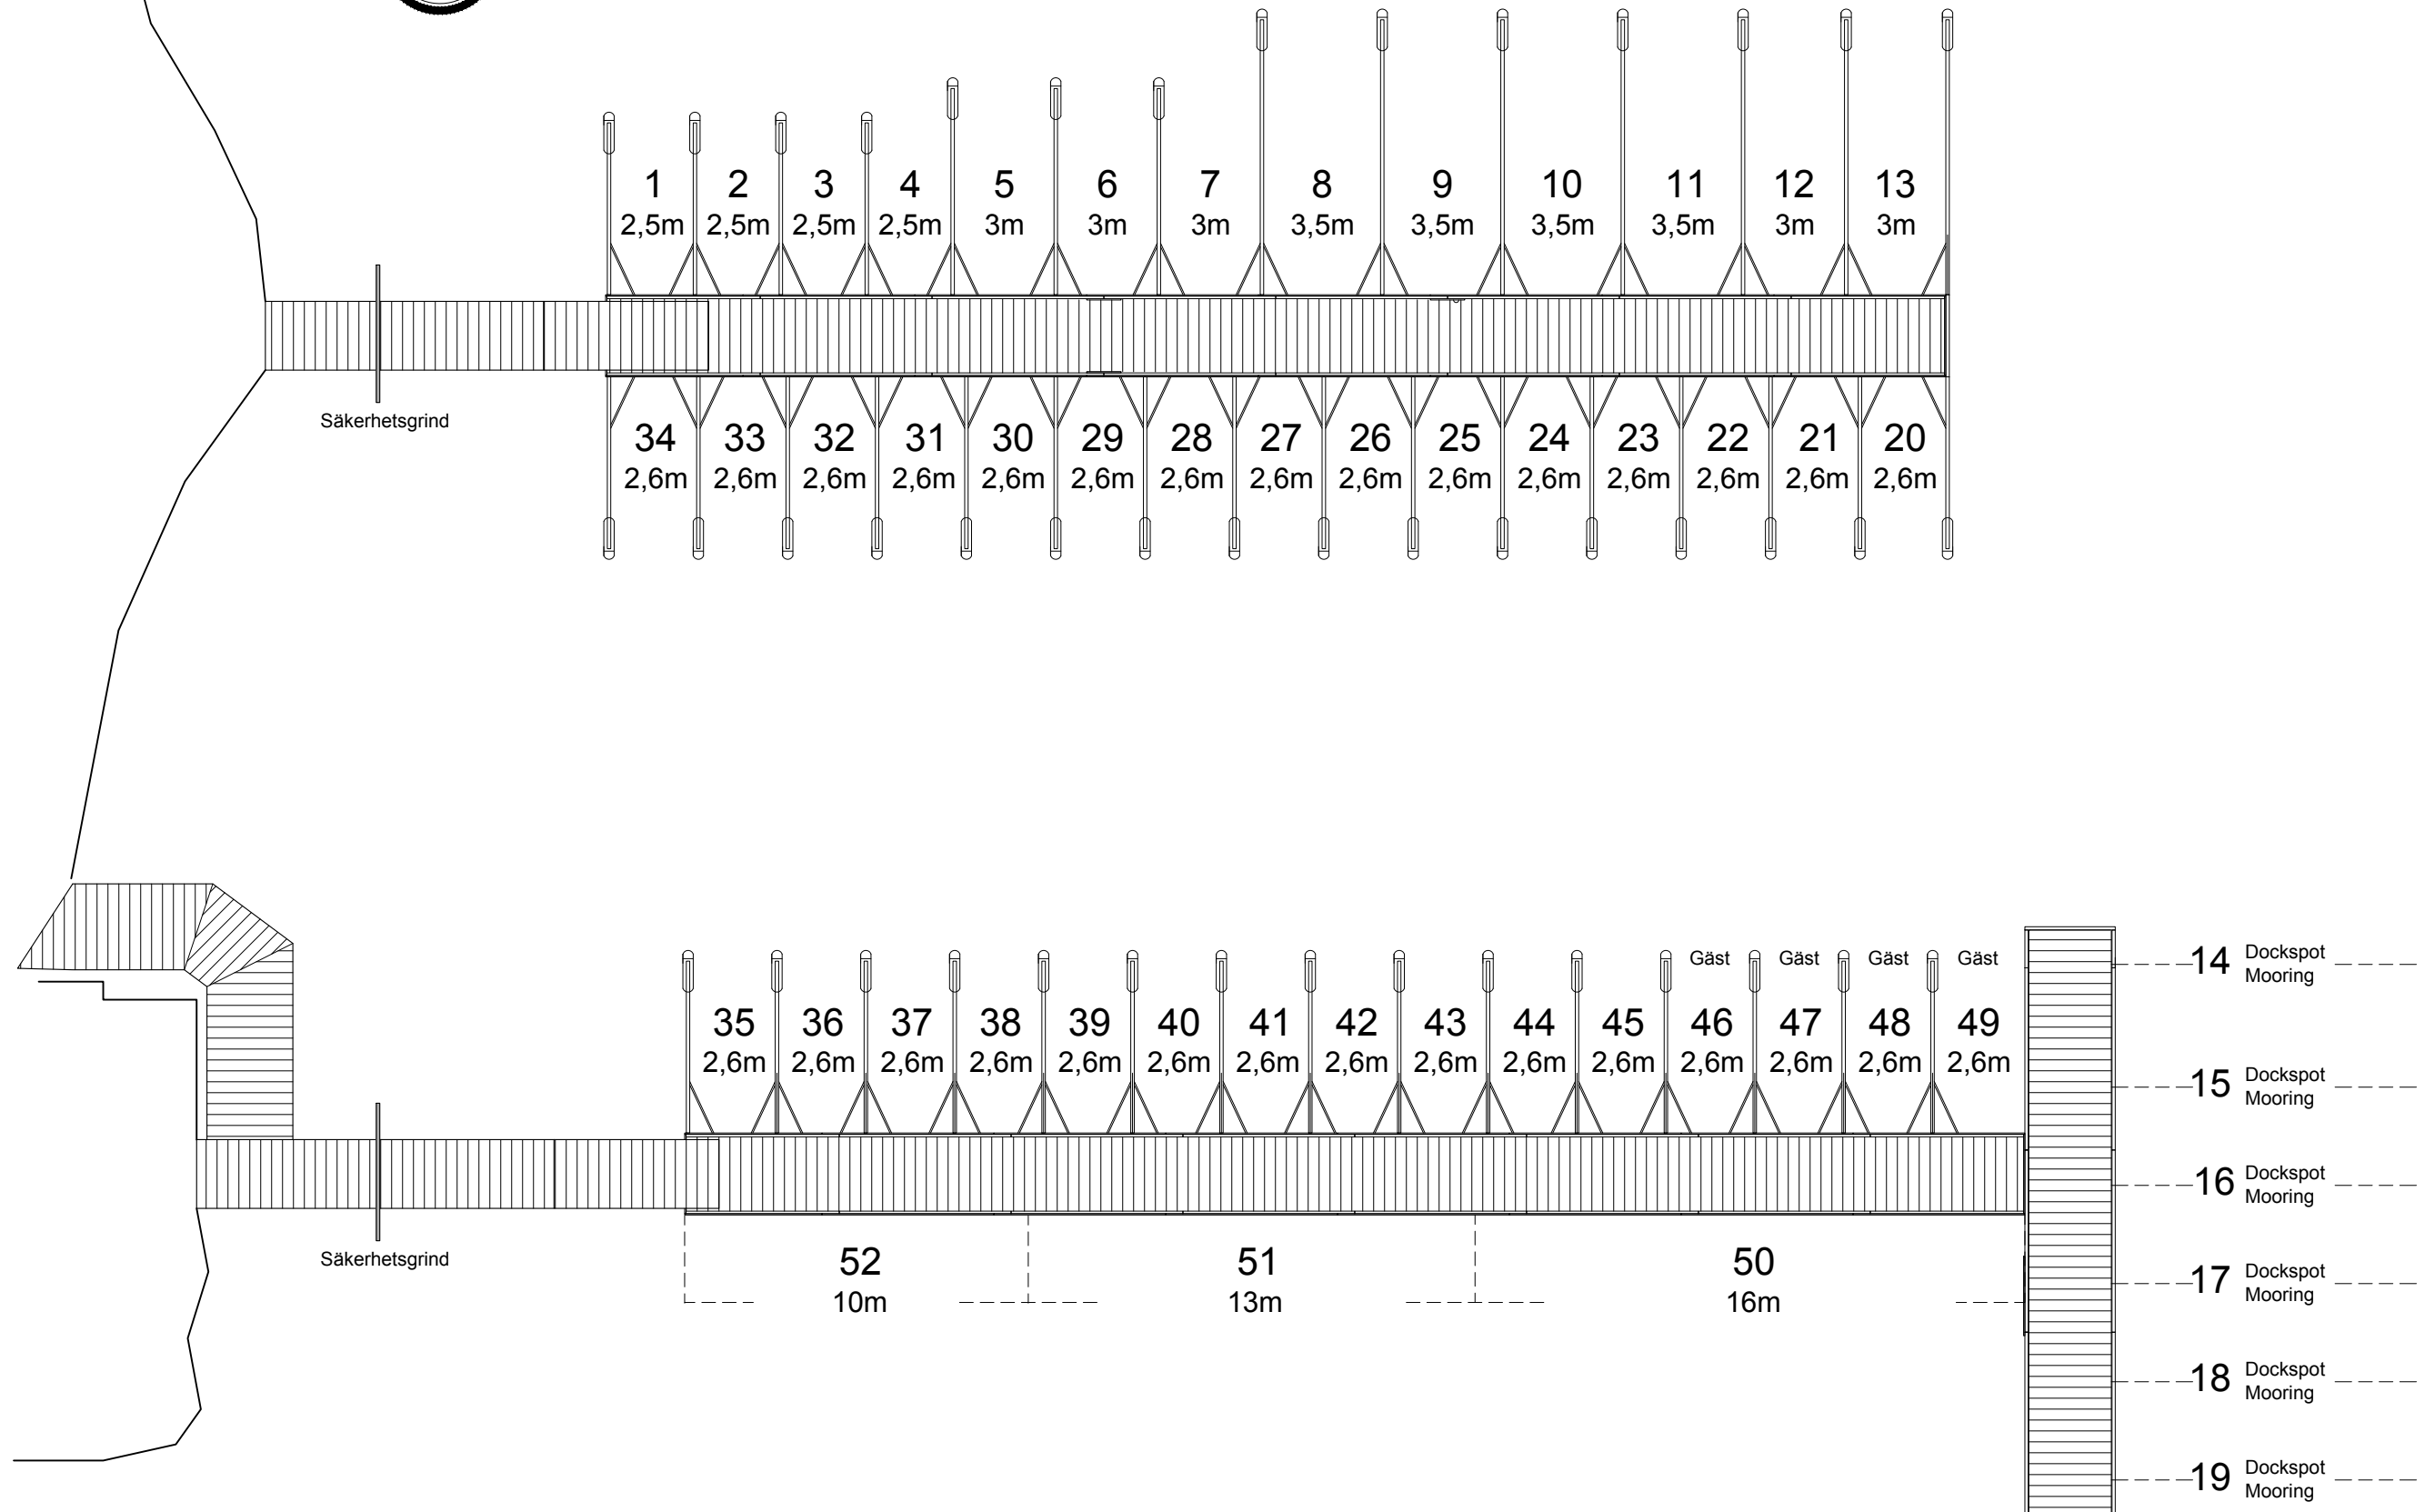 1 2 3 4 5 6 7 8 9 10 11 12 13
2,5m 2,5m 2,5m 2,5m 3m 3m 3m 3,5m 3,5m 3,5m 3,5m 3m 3m
Säkerhetsgrind
34 33 32 31 30 29 28 27 26 25 24 23 22 21 20
2,6m 2,6m 2,6m 2,6m 2,6m 2,6m 2,6m 2,6m 2,6m 2,6m 2,6m 2,6m 2,6m 2,6m 2,6m
Gäst Gäst Gäst Gäst
35 36 37 38 39 40 41 42 43 44 45 46 47 48 49
2,6m 2,6m 2,6m 2,6m 2,6m 2,6m 2,6m 2,6m 2,6m 2,6m 2,6m 2,6m 2,6m 2,6m 2,6m
Säkerhetsgrind
52 51 50
10m 13m 16m
14 Dockspot
Mooring
15 Dockspot
Mooring
16 Dockspot
Mooring
17 Dockspot
Mooring
18 Dockspot
Mooring
19 Dockspot
Mooring